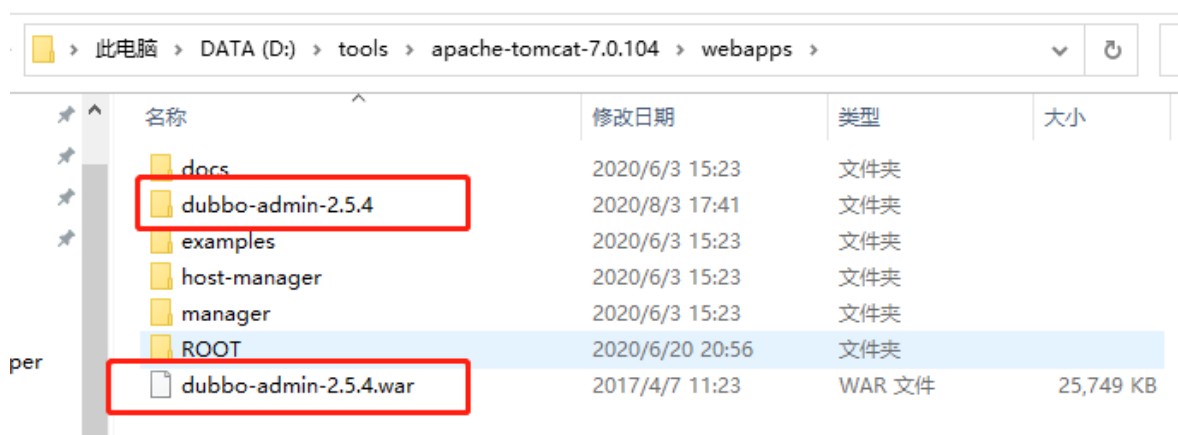 此电脑 > DATA (D:) > tools > apache-tomcat-7.0.104 > webapps >
名称 修改日期 类型 大小
docs 2020/6/3 15:23 文件夹
dubbo-admin-2.5.4 2020/8/3 17:41 文件夹
examples 2020/6/3 15:23 文件夹
host-manager 2020/6/3 15:23 文件夹
manager 2020/6/3 15:23 文件夹
ROOT 2020/6/20 20:56 文件夹
per
dubbo-admin-2.5.4.war 2017/4/7 11:23 WAR 文件 25,749 KB